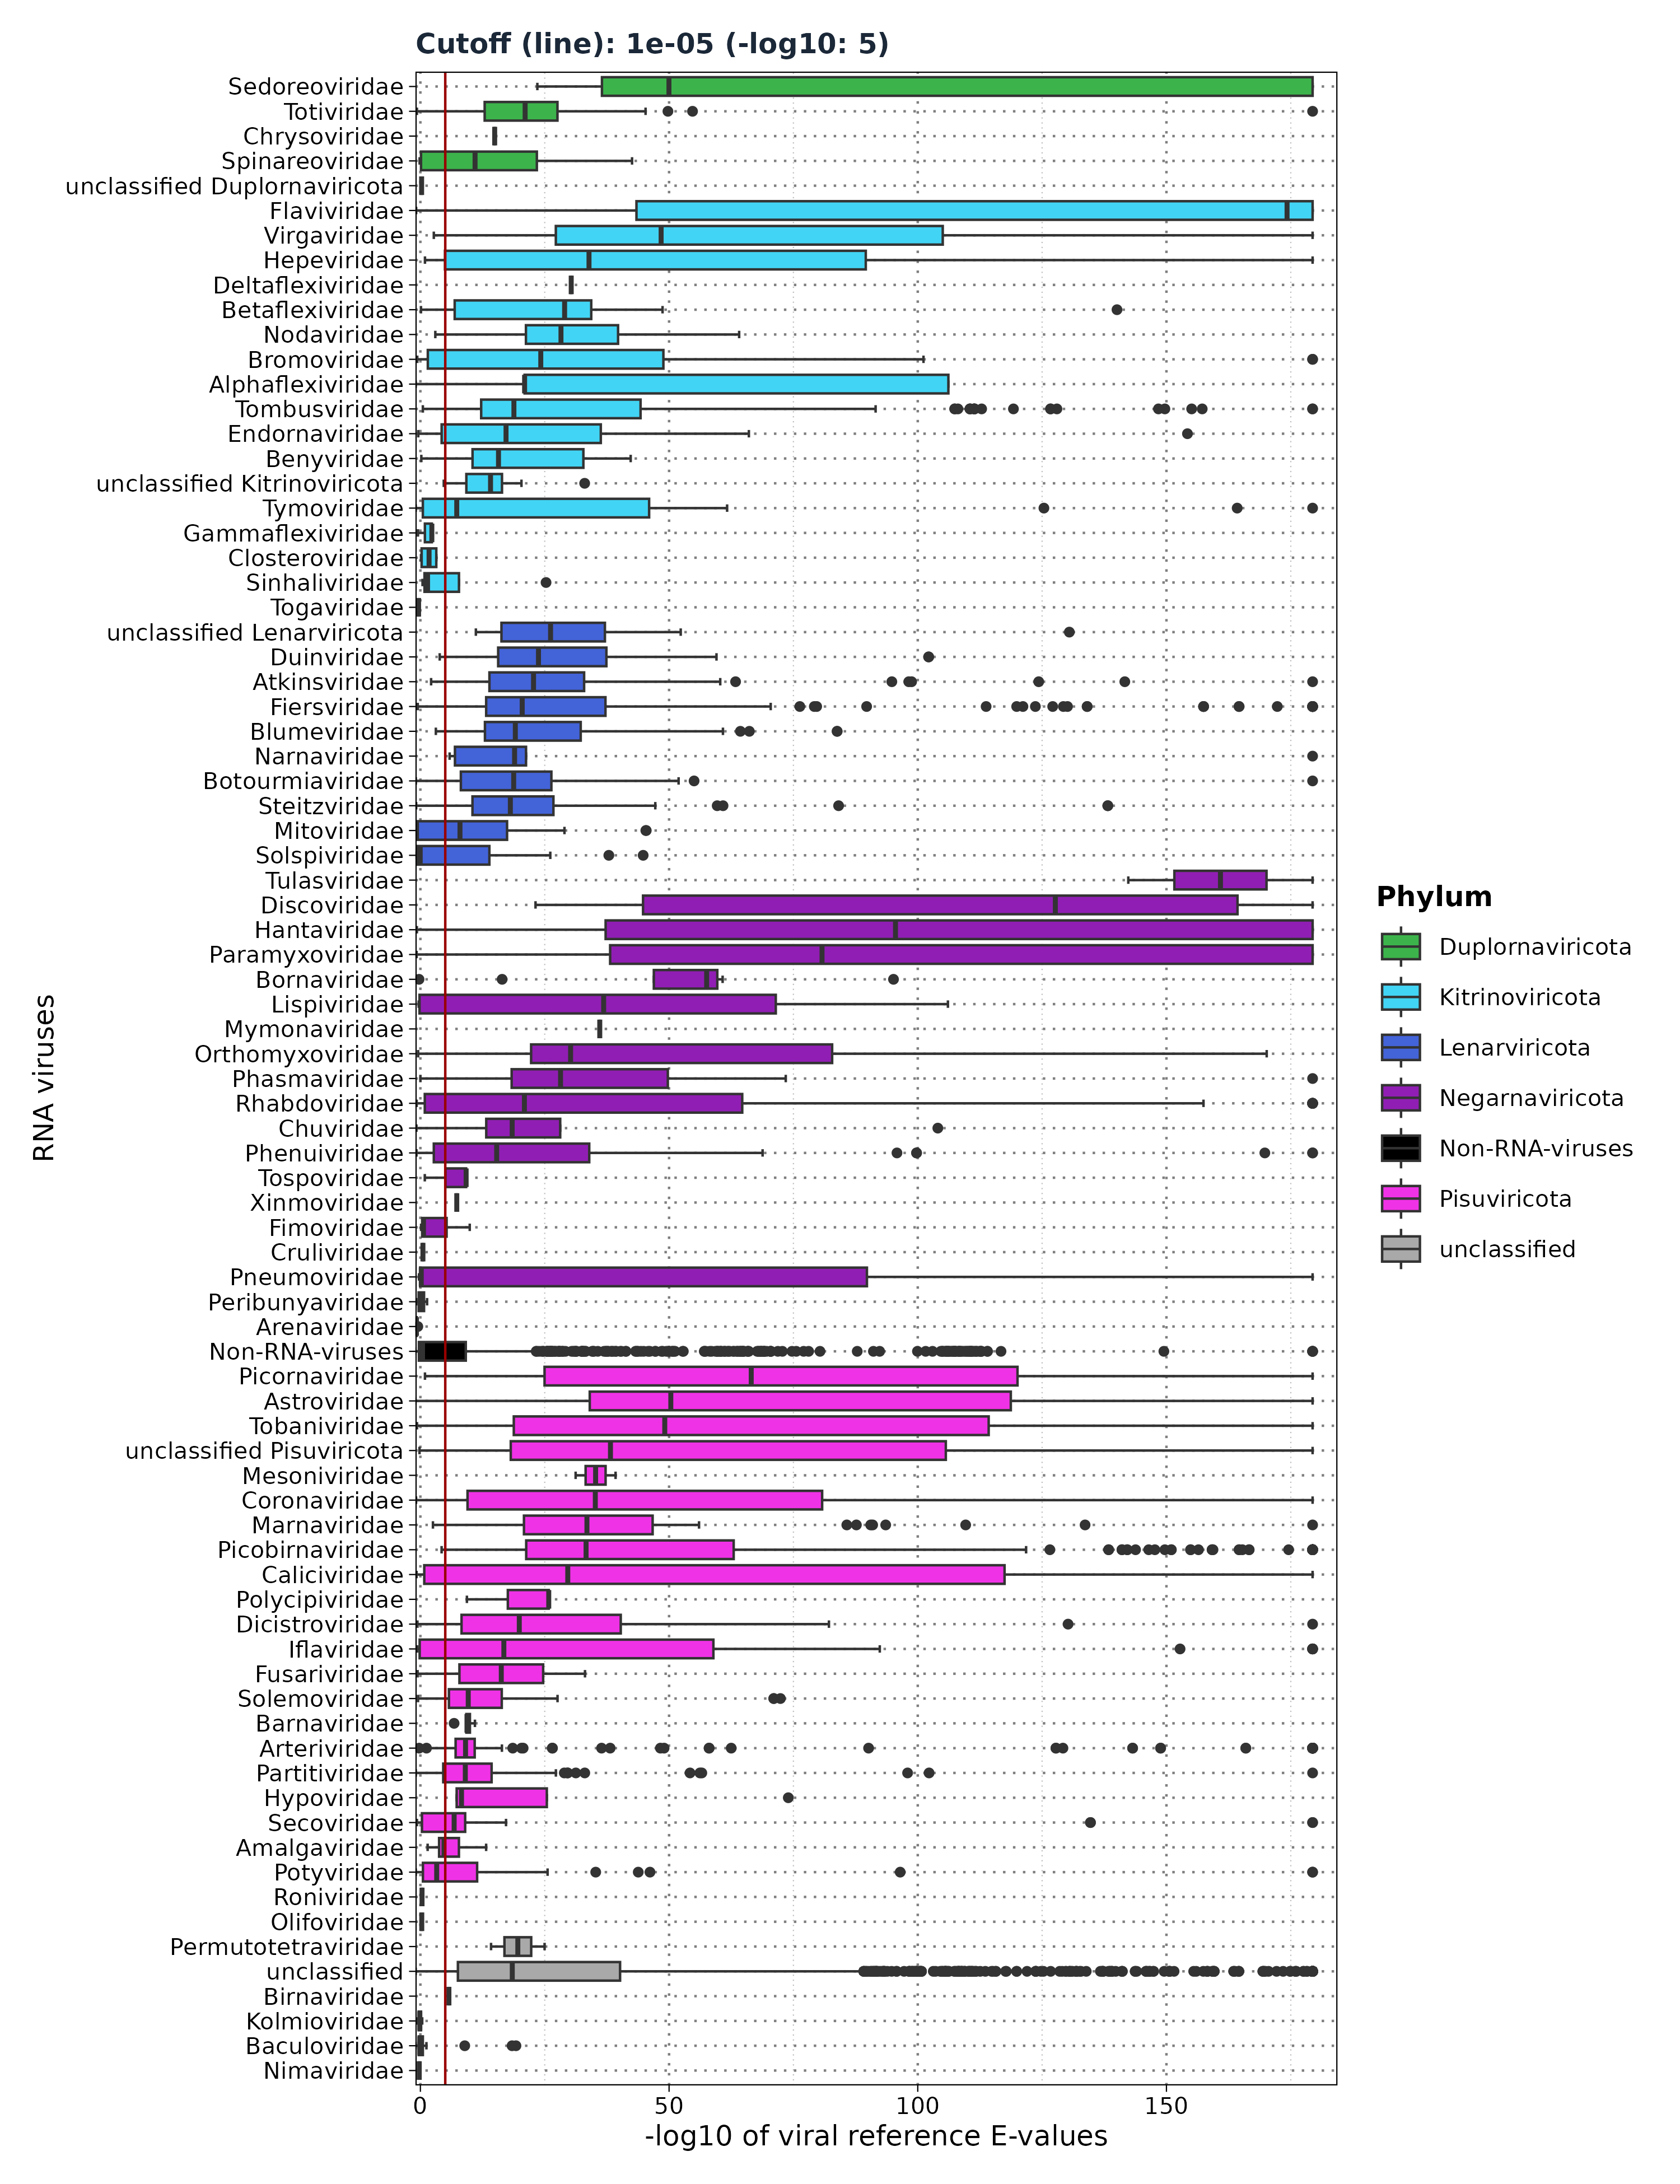 Cutoff (line): 1e-05 (-log10: 5)
Sedoreoviridae
Totiviridae
Chrysoviridae
Spinareoviridae
unclassified Duplornaviricota
Flaviviridae
Virgaviridae
Hepeviridae
Deltaflexiviridae
Betaflexiviridae
Nodaviridae
Bromoviridae
Alphaflexiviridae
Tombusviridae
Endornaviridae
Benyviridae
unclassified Kitrinoviricota
Tymoviridae
Gammaflexiviridae
Closteroviridae
Sinhaliviridae
Togaviridae
unclassified Lenarviricota
Duinviridae
Atkinsviridae
Fiersviridae
Blumeviridae
Narnaviridae
Botourmiaviridae
Steitzviridae
Mitoviridae
Solspiviridae
Tulasviridae
Discoviridae
Hantaviridae
Paramyxoviridae
Bornaviridae
Lispiviridae
Mymonaviridae
Orthomyxoviridae
Phasmaviridae
Rhabdoviridae
Chuviridae
Phenuiviridae
Tospoviridae
Xinmoviridae
Fimoviridae
Cruliviridae
Pneumoviridae
Peribunyaviridae
Arenaviridae
Non-RNA-viruses
Picornaviridae
Astroviridae
Tobaniviridae
unclassified Pisuviricota
Mesoniviridae
Coronaviridae
Marnaviridae
Picobirnaviridae
Caliciviridae
Polycipiviridae
Dicistroviridae
Iflaviridae
Fusariviridae
Solemoviridae
Barnaviridae
Arteriviridae
Partitiviridae
Hypoviridae
Secoviridae
Amalgaviridae
Potyviridae
Roniviridae
Olifoviridae
Permutotetraviridae
unclassified
Birnaviridae
Kolmioviridae
Baculoviridae
Nimaviridae
RNA viruses
0 50 100 150
-log10 of viral reference E-values
Phylum
Duplornaviricota
Kitrinoviricota
Lenarviricota
Negarnaviricota
Non-RNA-viruses
Pisuviricota
unclassified